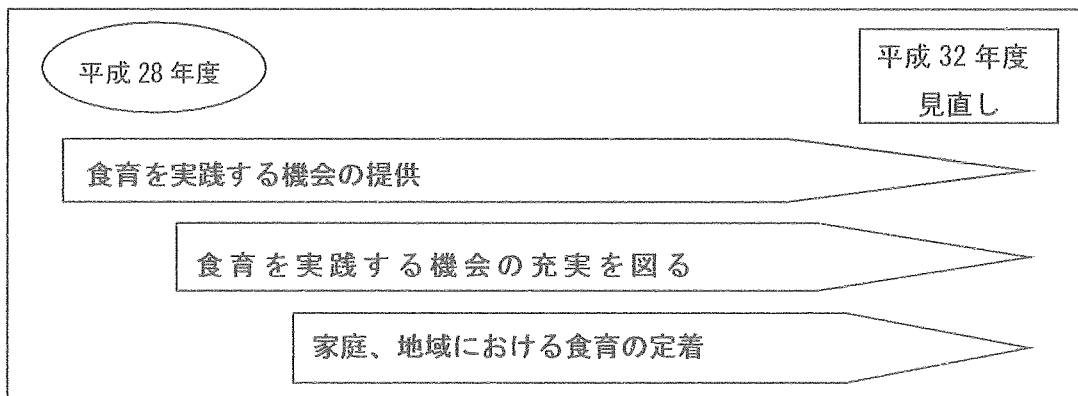 平成 28 年度
平成 32 年度
見直し
食育を実践する機会の提供
食育を実践する機会の充実を図る
家庭、地域における食育の定着